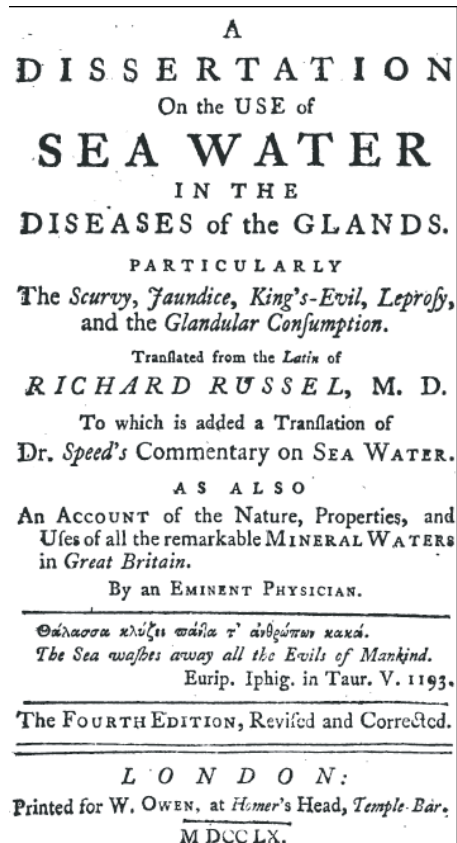 A
DISSERTATION
On the USE of
SEA WATER
IN THE
DISEASES of the GLANDS.
PARTICULARLY
The Scurvy, Jaundice, King's-Evil, Leproſy,
and the Glandular Conſumption.
Tranſlated from the Latin of
RICHARD RUSSEL, M. D.
To which is added a Tranſlation of
Dr. Speed's Commentary on SEA WATER.
AS ALSO
An ACCOUNT of the Nature, Properties, and
Uſes of all the remarkable MINERAL WATERS
in Great Britain.
By an EMINENT PHYSICIAN.
Θάλασσα κλύζει πάνλα τ' ἀνθρώπων κακά.
The Sea waſhes away all the Evils of Mankind.
Eurip. Iphig. in Taur. V. 1193.
The FOURTH EDITION, Reviſed and Corrected.
LONDON:
Printed for W. OWEN, at Homer's Head, Temple-Bar.
M DCC LX.